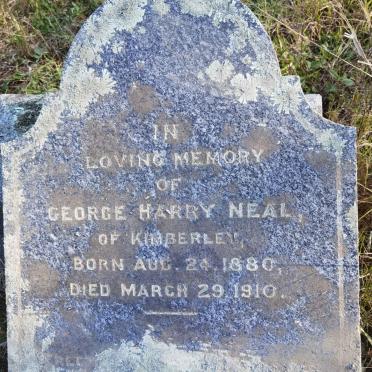 IN
LOVING MEMORY
OF
GEORGE HARRY NEAL,
OF KIMBERLEY,
BORN AUG. 24. 1880,
DIED MARCH 29. 1910.